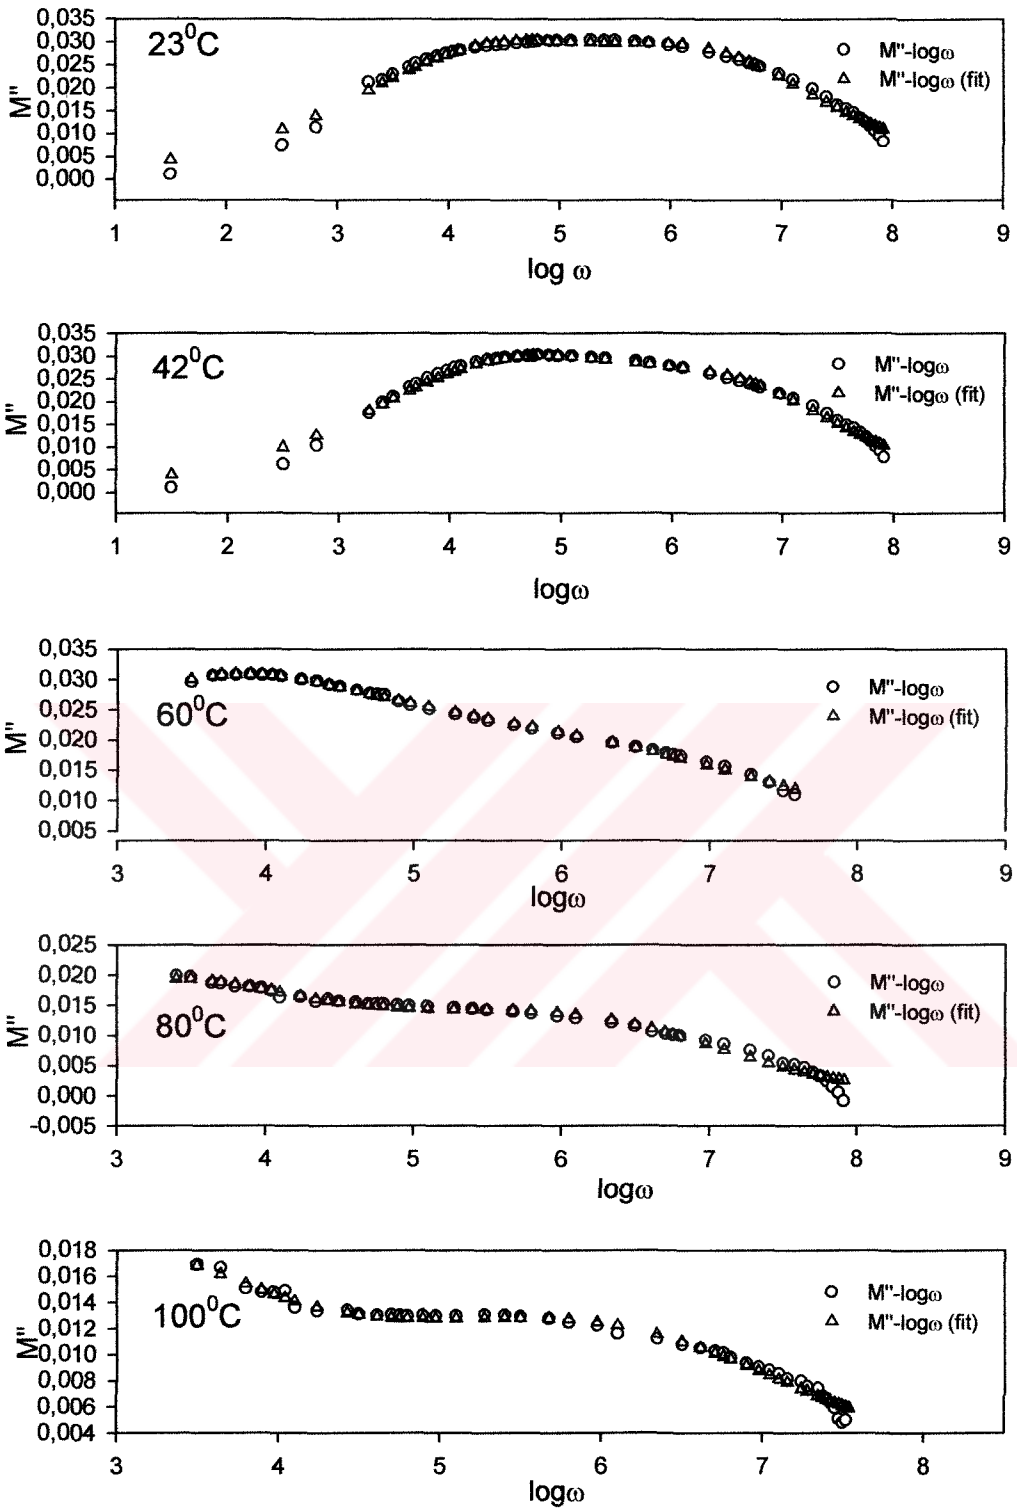 0,035
0,030
0,025
0,020
0,015
0,010
0,005
0,000
M"
23⁰C
M"-logω
M"-logω (fit)
1 2 3 4 5 6 7 8 9
log ω
0,035
0,030
0,025
0,020
0,015
0,010
0,005
0,000
M"
42⁰C
M"-logω
M"-logω (fit)
1 2 3 4 5 6 7 8 9
logω
0,035
0,030
0,025
0,020
0,015
0,010
0,005
M"
60⁰C
M"-logω
M"-logω (fit)
3 4 5 6 7 8 9
logω
0,025
0,020
0,015
0,010
0,005
0,000
-0,005
M"
80⁰C
M"-logω
M"-logω (fit)
3 4 5 6 7 8 9
logω
0,018
0,016
0,014
0,012
0,010
0,008
0,006
0,004
M"
100⁰C
M"-logω
M"-logω (fit)
3 4 5 6 7 8
logω